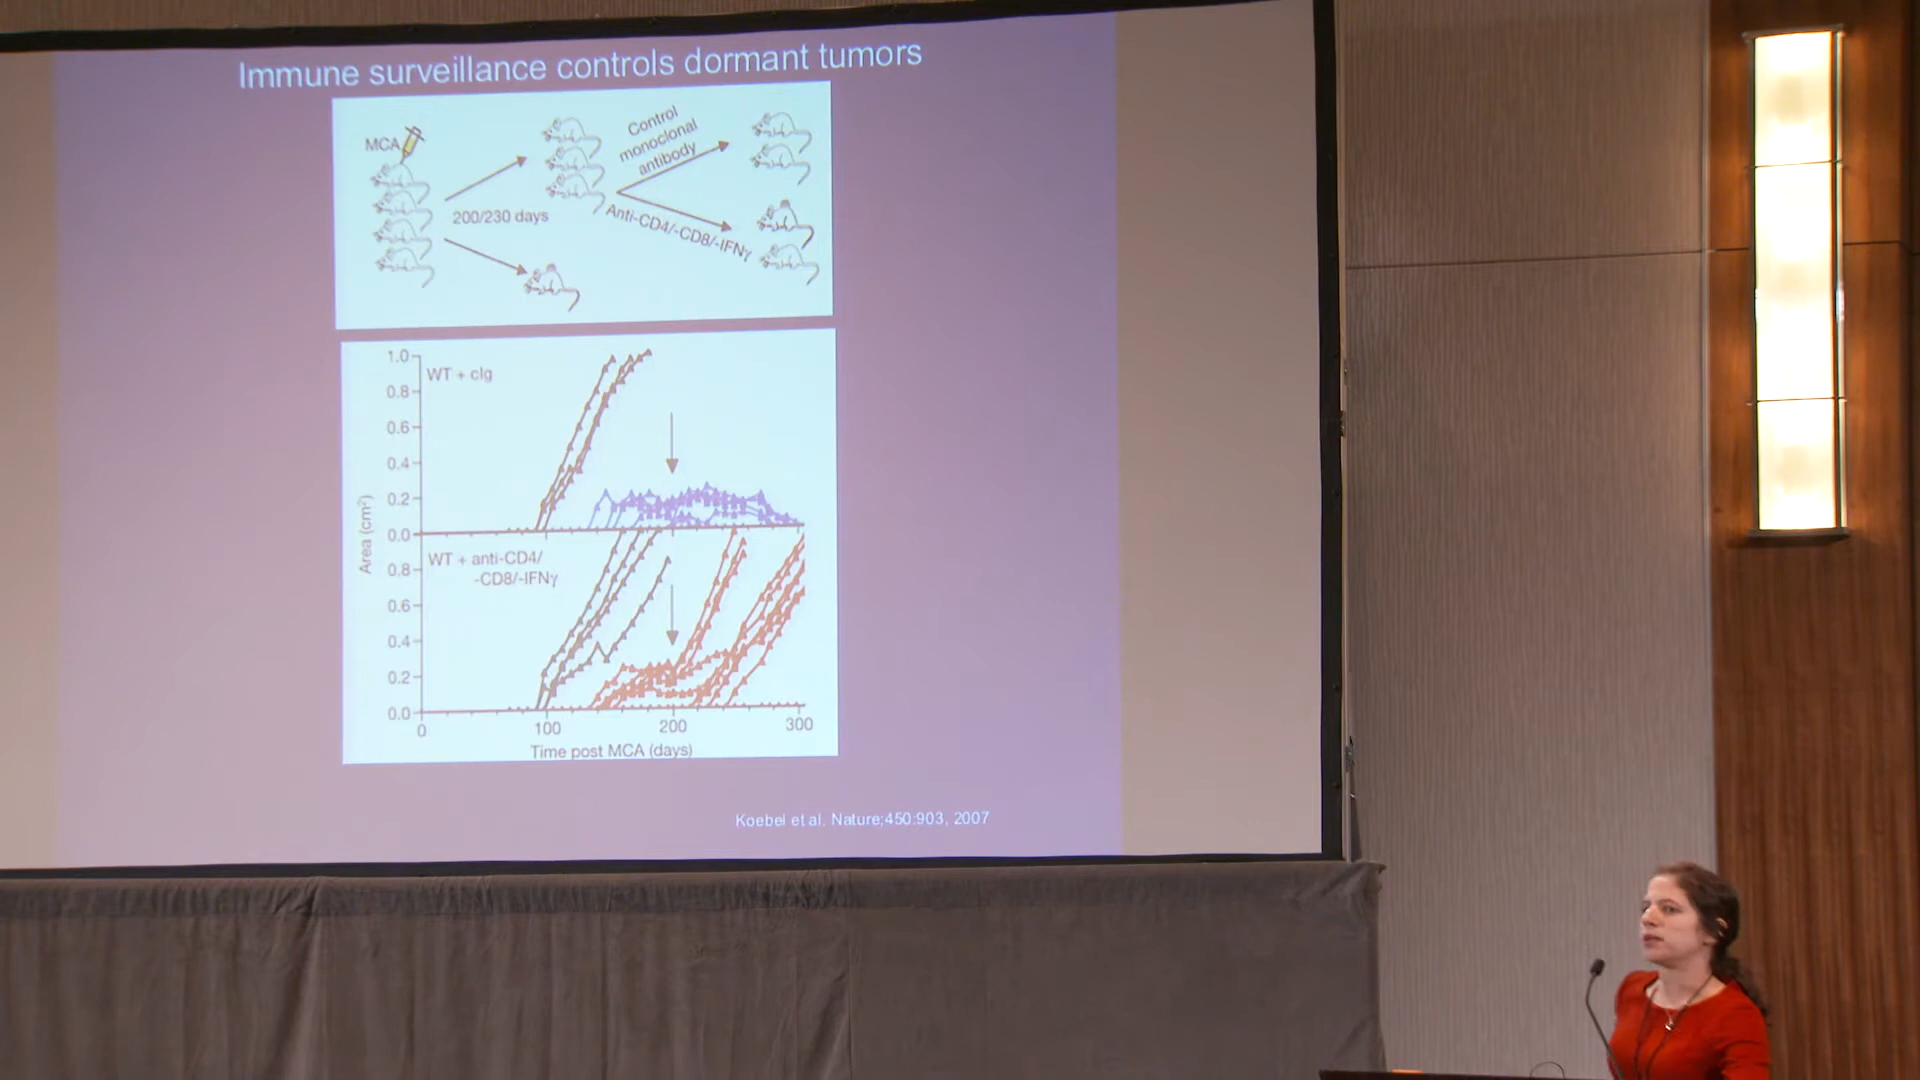 Immune surveillance controls dormant tumors
MCA
200/230 days
Control
monoclonal
antibody
Anti-CD4/-CD8/-IFNγ
1.0
0.8
0.6
0.4
0.2
0.0
WT + cIg
Area (cm²)
WT + anti-CD4/
-CD8/-IFNγ
0.8
0.6
0.4
0.2
0.0
0
100
200
300
Time post MCA (days)
Koebel et al. Nature;450:903, 2007